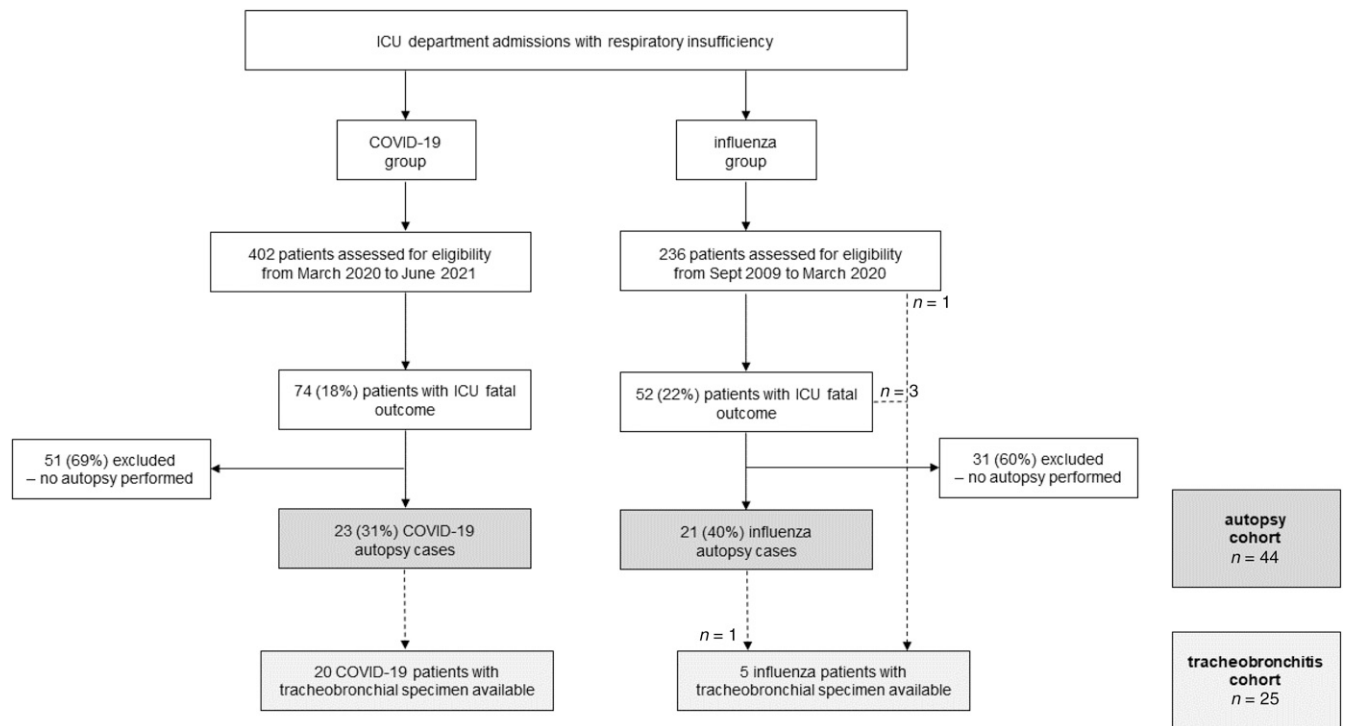 ICU department admissions with respiratory insufficiency
COVID-19
group
influenza
group
402 patients assessed for eligibility
from March 2020 to June 2021
236 patients assessed for eligibility
from Sept 2009 to March 2020
n = 1
74 (18%) patients with ICU fatal
outcome
52 (22%) patients with ICU fatal
outcome
n = 3
51 (69%) excluded
– no autopsy performed
31 (60%) excluded
– no autopsy performed
23 (31%) COVID-19
autopsy cases
21 (40%) influenza
autopsy cases
autopsy
cohort
n = 44
n = 1
20 COVID-19 patients with
tracheobronchial specimen available
5 influenza patients with
tracheobronchial specimen available
tracheobronchitis
cohort
n = 25